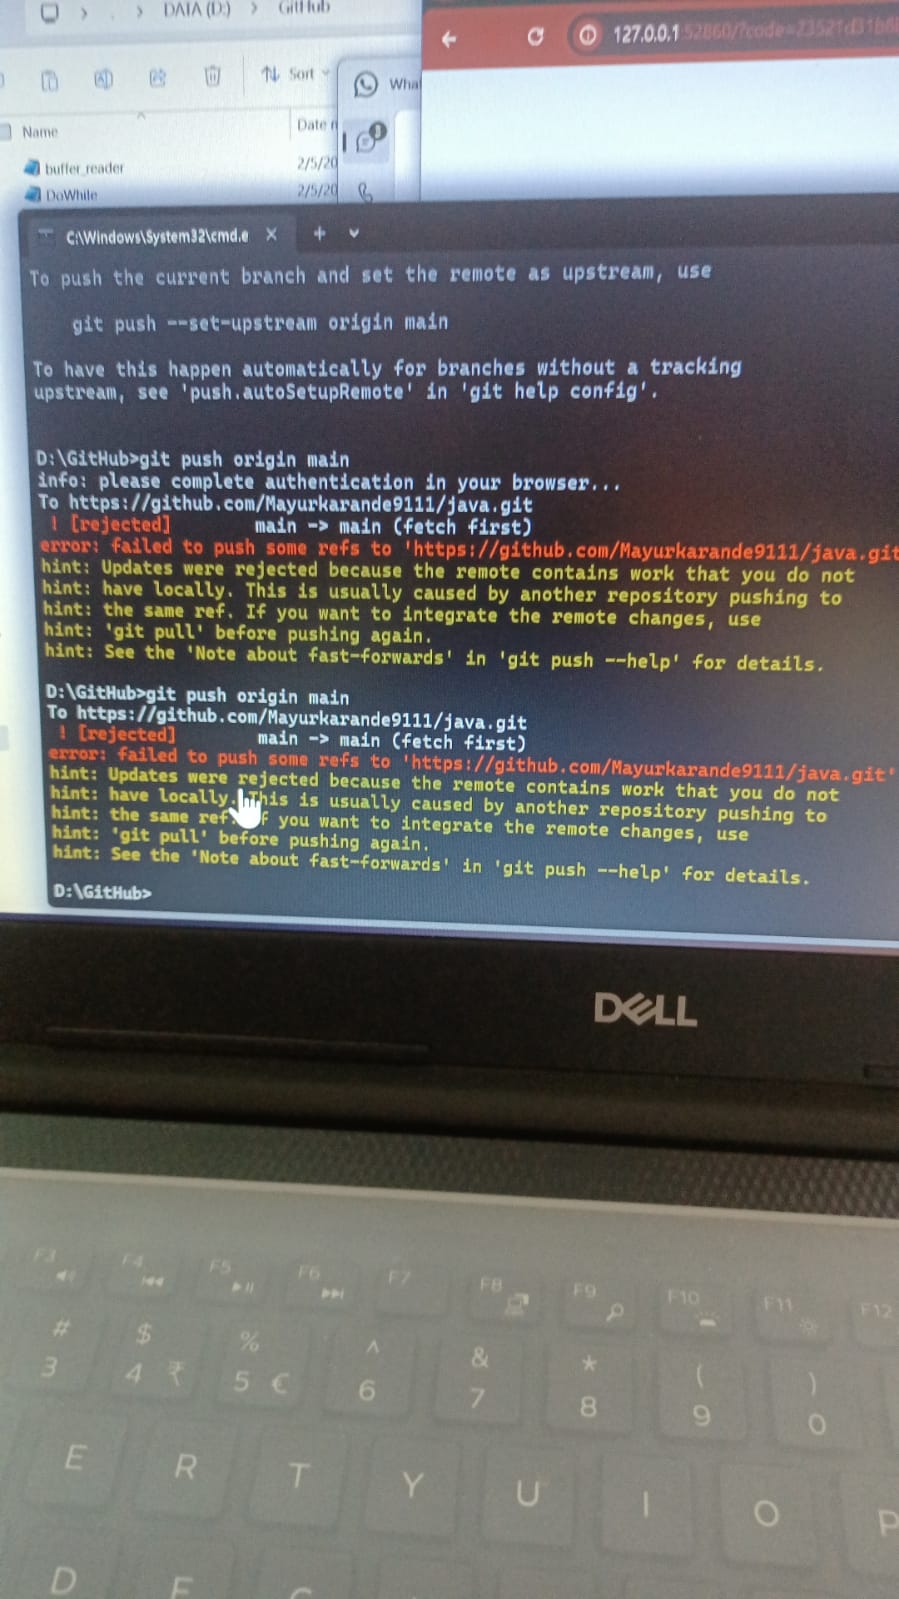 DATA (D:) > GitHub
127.0.0.1:52860/?code=23521d31b6
Sort
Wha
Name
Date
buffer_reader
2/5/20
DoWhile
2/5/20
C:\Windows\System32\cmd.e
To push the current branch and set the remote as upstream, use
git push --set-upstream origin main
To have this happen automatically for branches without a tracking
upstream, see 'push.autoSetupRemote' in 'git help config'.
D:\GitHub>git push origin main
info: please complete authentication in your browser...
To https://github.com/Mayurkarande9111/java.git
! [rejected] main -> main (fetch first)
error: failed to push some refs to 'https://github.com/Mayurkarande9111/java.git
hint: Updates were rejected because the remote contains work that you do not
hint: have locally. This is usually caused by another repository pushing to
hint: the same ref. If you want to integrate the remote changes, use
hint: 'git pull' before pushing again.
hint: See the 'Note about fast-forwards' in 'git push --help' for details.
D:\GitHub>git push origin main
To https://github.com/Mayurkarande9111/java.git
! [rejected] main -> main (fetch first)
error: failed to push some refs to 'https://github.com/Mayurkarande9111/java.git'
hint: Updates were rejected because the remote contains work that you do not
hint: have locally. This is usually caused by another repository pushing to
hint: the same ref. If you want to integrate the remote changes, use
hint: 'git pull' before pushing again.
hint: See the 'Note about fast-forwards' in 'git push --help' for details.
D:\GitHub>
DELL
F3 F4 F5 F6 F7 F8 F9 F10 F11 F12
# $ % ^ & * ( )
3 4 ₹ 5 € 6 7 8 9 0
E R T Y U I O P
D F